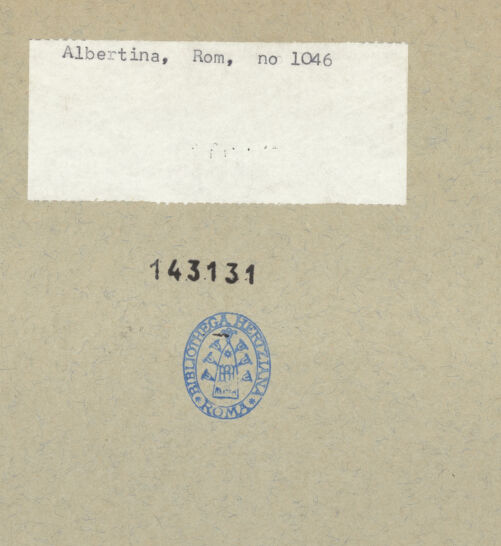 Albertina, Rom, no 1046
143131
BIBLIOTHECA HERTZIANA
ROMA